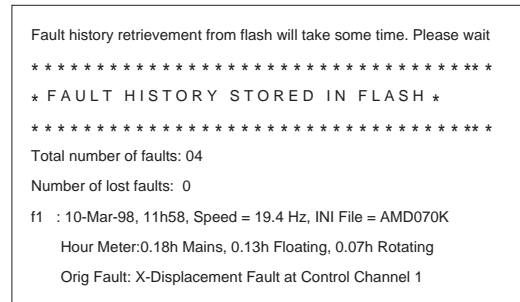 Fault history retrievement from flash will take some time. Please wait
* * * * * * * * * * * * * * * * * * * * * * * * * * * * * * * * * * ** *
* F A U L T   H I S T O R Y   S T O R E D   I N   F L A S H *
* * * * * * * * * * * * * * * * * * * * * * * * * * * * * * * * * * ** *
Total number of faults: 04
Number of lost faults: 0
f1 : 10-Mar-98, 11h58, Speed = 19.4 Hz, INI File = AMD070K
Hour Meter:0.18h Mains, 0.13h Floating, 0.07h Rotating
Orig Fault: X-Displacement Fault at Control Channel 1